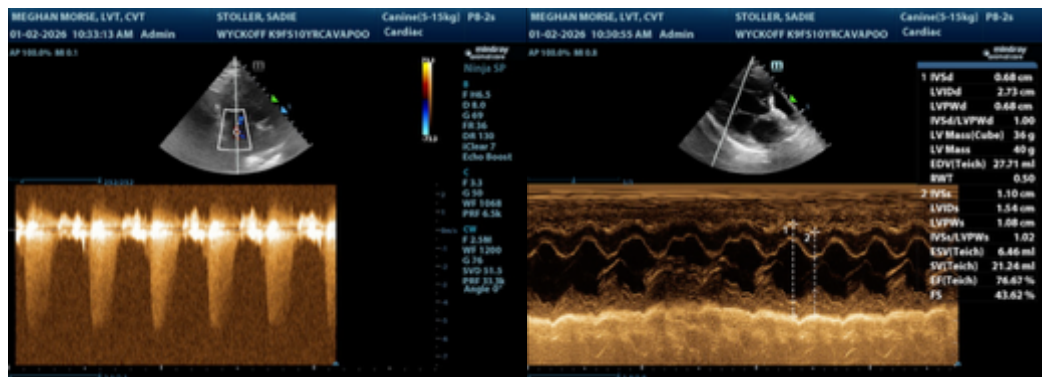 MEGHAN MORSE, LVT, CVT STOLLER, SADIE Canine(5-15kg) P8-2s
01-02-2026 10:33:13 AM Admin WYCKOFF K9FS10YRCAVAPOO Cardiac
AP 100.0% MI 0.1
mindray
Ninja SP
B
F H6.5
D 8.0
G 69
FR 36
DR 130
iClear 7
Echo Boost
C
F 3.3
G 50
WF 1068
PRF 6.5k
CW
F 2.5M
WF 1200
G 76
SVD 51.5
PRF 33.3k
Angle 0°
MEGHAN MORSE, LVT, CVT STOLLER, SADIE Canine(5-15kg) P8-2s
01-02-2026 10:30:55 AM Admin WYCKOFF K9FS10YRCAVAPOO Cardiac
AP 100.0% MI 0.8
mindray
1 IVSd 0.68 cm
LVIDd 2.73 cm
LVPWd 0.68 cm
IVSd/LVPWd 1.00
LV Mass(Cube) 36 g
LV Mass 40 g
EDV(Teich) 27.71 ml
RWT 0.50
2 IVSs 1.10 cm
LVIDs 1.54 cm
LVPWs 1.08 cm
IVSs/LVPWs 1.02
ESV(Teich) 6.46 ml
SV(Teich) 21.24 ml
EF(Teich) 76.67 %
FS 43.62 %
1
2